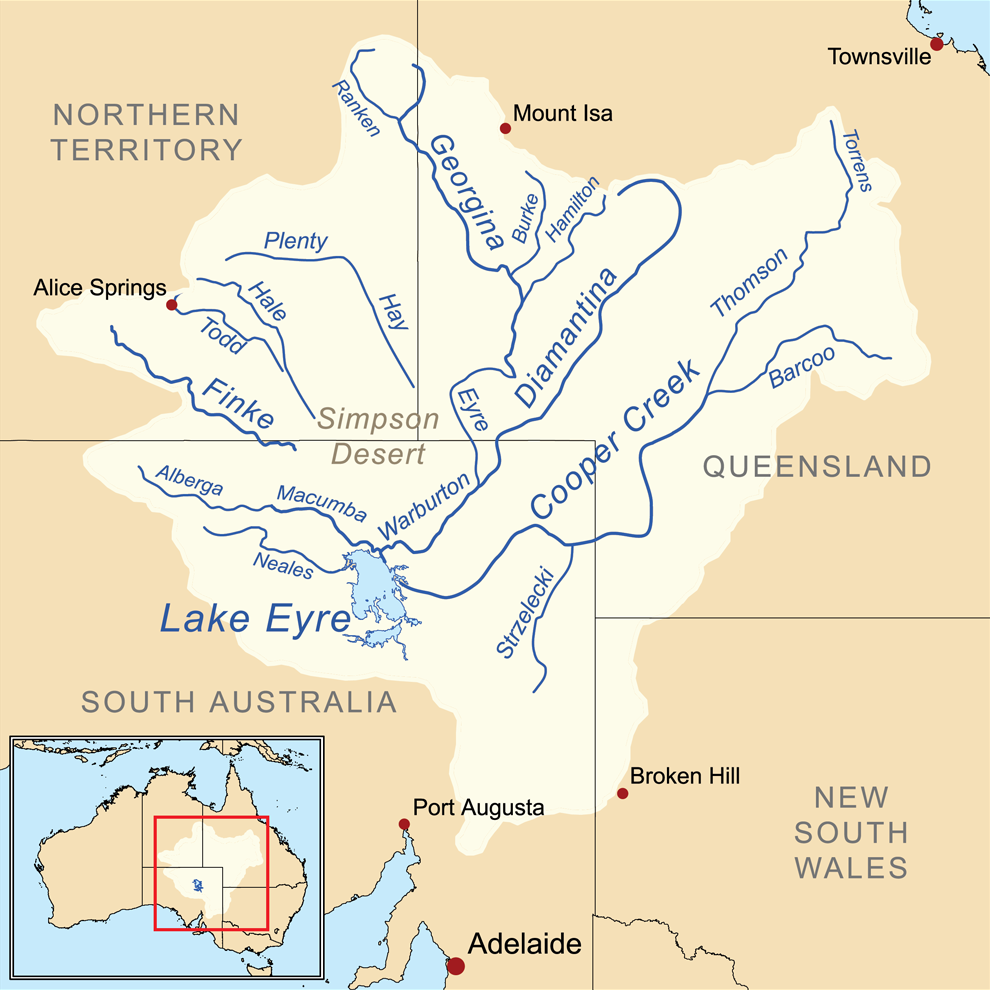 Townsville
Ranken
NORTHERN
TERRITORY
Mount Isa
Georgina
Torrens
Burke
Hamilton
Plenty
Alice Springs
Hale
Todd
Hay
Diamantina
Thomson
Barcoo
Finke
Simpson
Desert
Eyre
Cooper Creek
QUEENSLAND
Alberga
Macumba
Warburton
Neales
Lake Eyre
Strzelecki
SOUTH AUSTRALIA
Broken Hill
Port Augusta
NEW
SOUTH
WALES
Adelaide